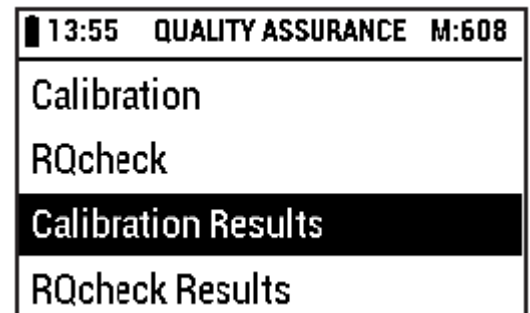 13:55 QUALITY ASSURANCE M:608
Calibration
RQcheck
Calibration Results
RQcheck Results